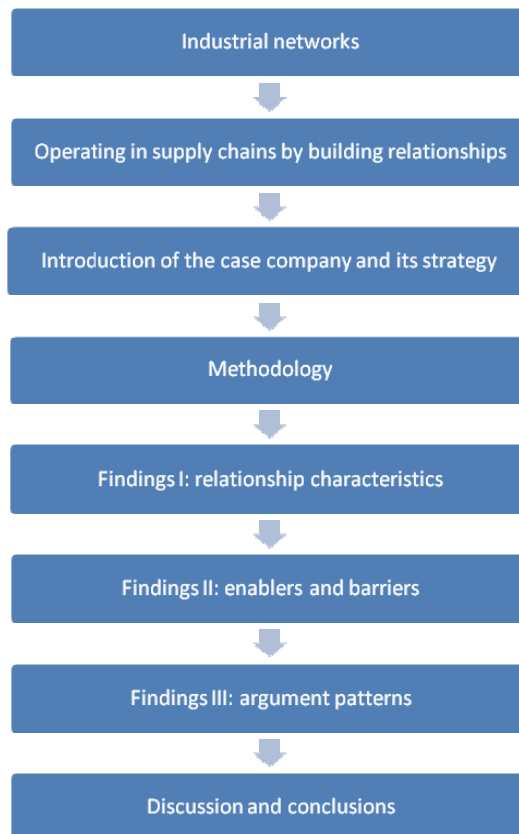 Industrial networks
Operating in supply chains by building relationships
Introduction of the case company and its strategy
Methodology
Findings I: relationship characteristics
Findings II: enablers and barriers
Findings III: argument patterns
Discussion and conclusions